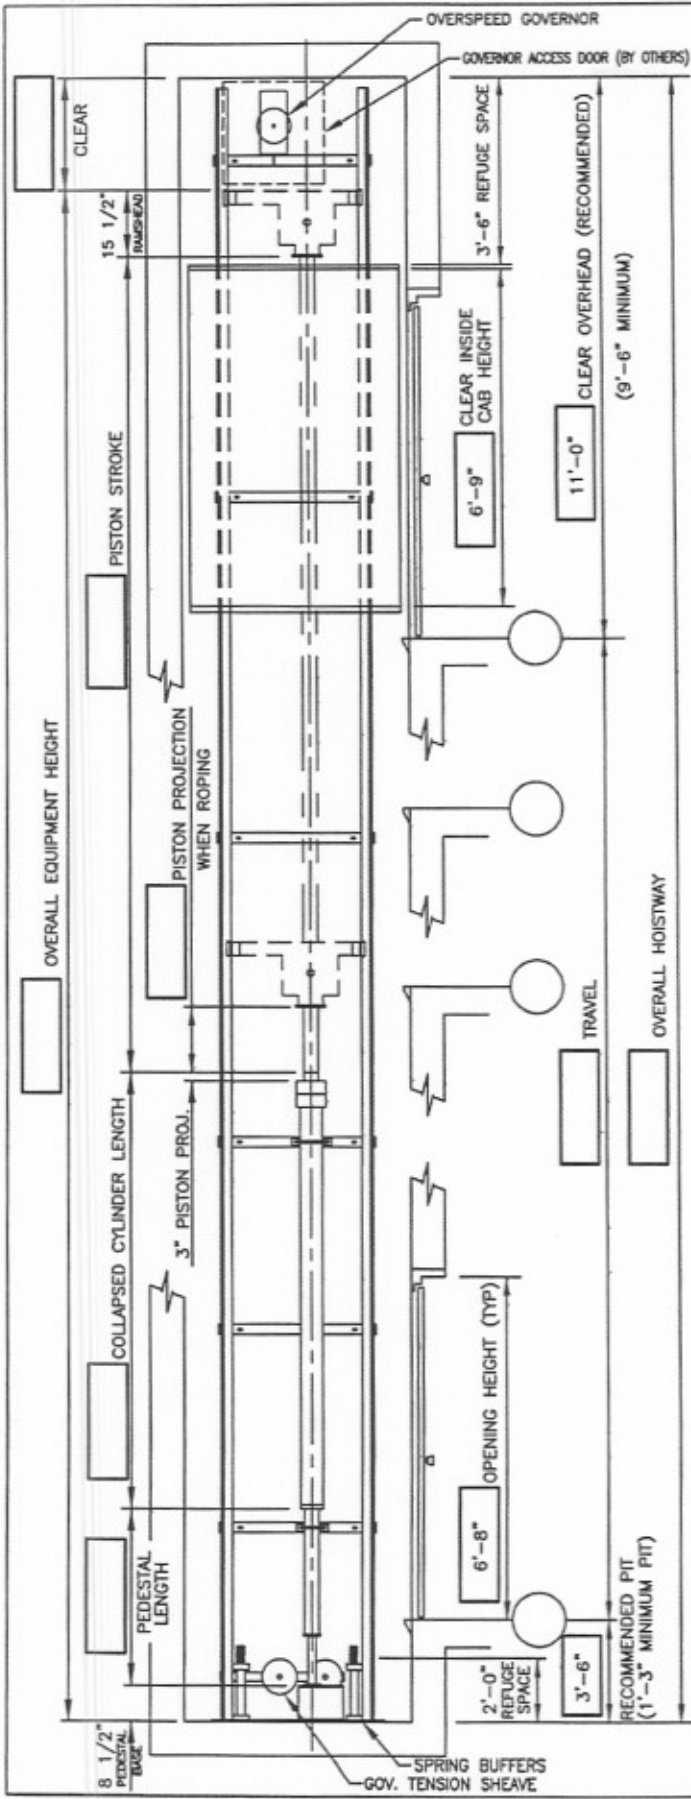 OVERSPEED GOVERNOR
GOVERNOR ACCESS DOOR (BY OTHERS)
CLEAR
15 1/2"
RAMSHEAD
3'-6" REFUGE SPACE
CLEAR OVERHEAD (RECOMMENDED)
11'-0"
(9'-6" MINIMUM)
CLEAR INSIDE
CAB HEIGHT
6'-9"
PISTON STROKE
OVERALL EQUIPMENT HEIGHT
PISTON PROJECTION
WHEN ROPING
3" PISTON PROJ.
COLLAPSED CYLINDER LENGTH
TRAVEL
OVERALL HOISTWAY
OPENING HEIGHT (TYP)
6'-8"
PEDESTAL
LENGTH
8 1/2"
PEDESTAL
BASE
2'-0"
REFUGE
SPACE
3'-6"
RECOMMENDED PIT
(1'-3" MINIMUM PIT)
SPRING BUFFERS
GOV. TENSION SHEAVE